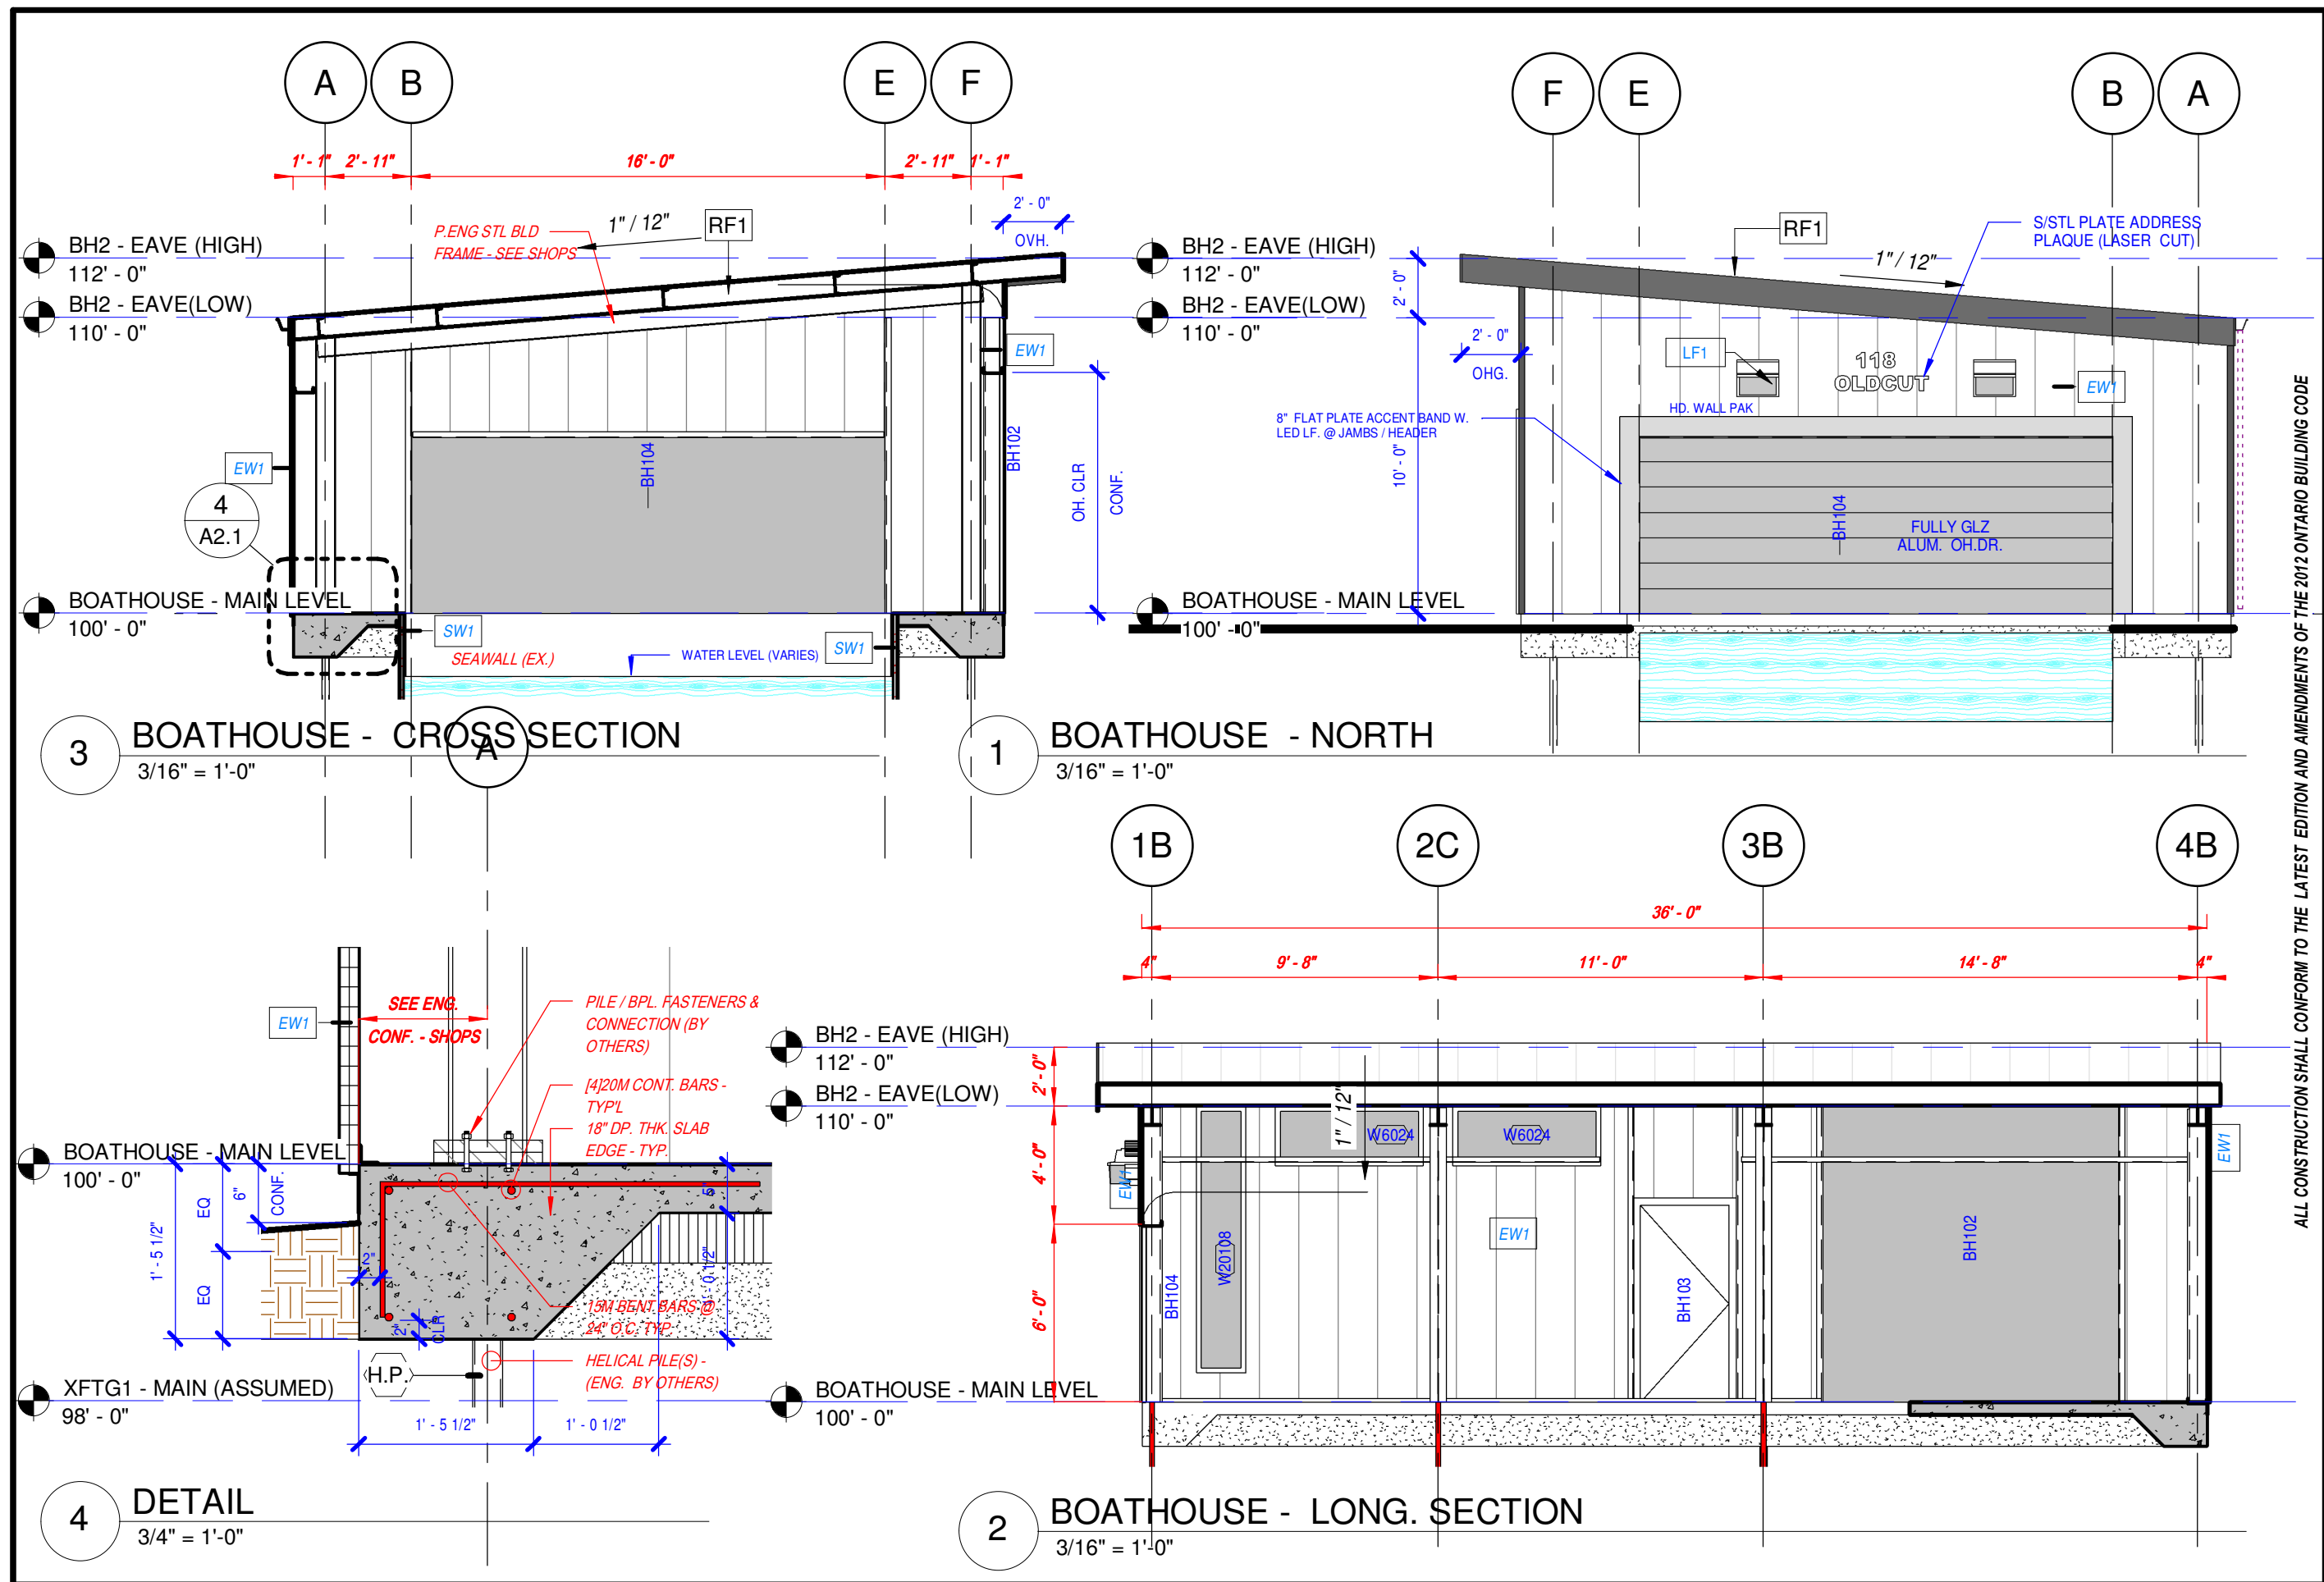 A
B
E
F
1' - 1"
2' - 11"
16' - 0"
2' - 11"
1' - 1"
2' - 0"
OVH.
P.ENG STL BLD
FRAME - SEE SHOPS
1" / 12"
RF1
BH2 - EAVE (HIGH)
112' - 0"
BH2 - EAVE(LOW)
110' - 0"
EW1
EW1
BH104
BH102
OH. CLR
CONF.
4
A2.1
BOATHOUSE - MAIN LEVEL
100' - 0"
SW1
SW1
SEAWALL (EX.)
WATER LEVEL (VARIES)
3
BOATHOUSE - CROSS SECTION
3/16" = 1'-0"
F
E
B
A
BH2 - EAVE (HIGH)
112' - 0"
BH2 - EAVE(LOW)
110' - 0"
2' - 0"
10' - 0"
2' - 0"
OHG.
RF1
1" / 12"
S/STL PLATE ADDRESS
PLAQUE (LASER CUT)
LF1
118
OLDCUT
EW1
HD. WALL PAK
8" FLAT PLATE ACCENT BAND W.
LED LF. @ JAMBS / HEADER
BH104
FULLY GLZ
ALUM. OH.DR.
BOATHOUSE - MAIN LEVEL
100' - 0"
1
BOATHOUSE - NORTH
3/16" = 1'-0"
ALL CONSTRUCTION SHALL CONFORM TO THE LATEST EDITION AND AMENDMENTS OF THE 2012 ONTARIO BUILDING CODE
A
EW1
SEE ENG.
CONF. - SHOPS
PILE / BPL. FASTENERS &
CONNECTION (BY
OTHERS)
[4]20M CONT. BARS -
TYP'L
18" DP. THK. SLAB
EDGE - TYP.
BOATHOUSE - MAIN LEVEL
100' - 0"
1' - 5 1/2"
EQ
EQ
6"
CONF.
2"
2"
CLR
5"
1' - 0 1/2"
15M BENT BARS @
24" O.C. TYP
HELICAL PILE(S) -
(ENG. BY OTHERS)
H.P.
XFTG1 - MAIN (ASSUMED)
98' - 0"
1' - 5 1/2"
1' - 0 1/2"
4
DETAIL
3/4" = 1'-0"
1B
2C
3B
4B
36' - 0"
4"
9' - 8"
11' - 0"
14' - 8"
4"
BH2 - EAVE (HIGH)
112' - 0"
BH2 - EAVE(LOW)
110' - 0"
2' - 0"
4' - 0"
6' - 0"
1" / 12"
W6024
W6024
EW1
EW1
EW1
W20108
BH104
BH103
BH102
BOATHOUSE - MAIN LEVEL
100' - 0"
2
BOATHOUSE - LONG. SECTION
3/16" = 1'-0"